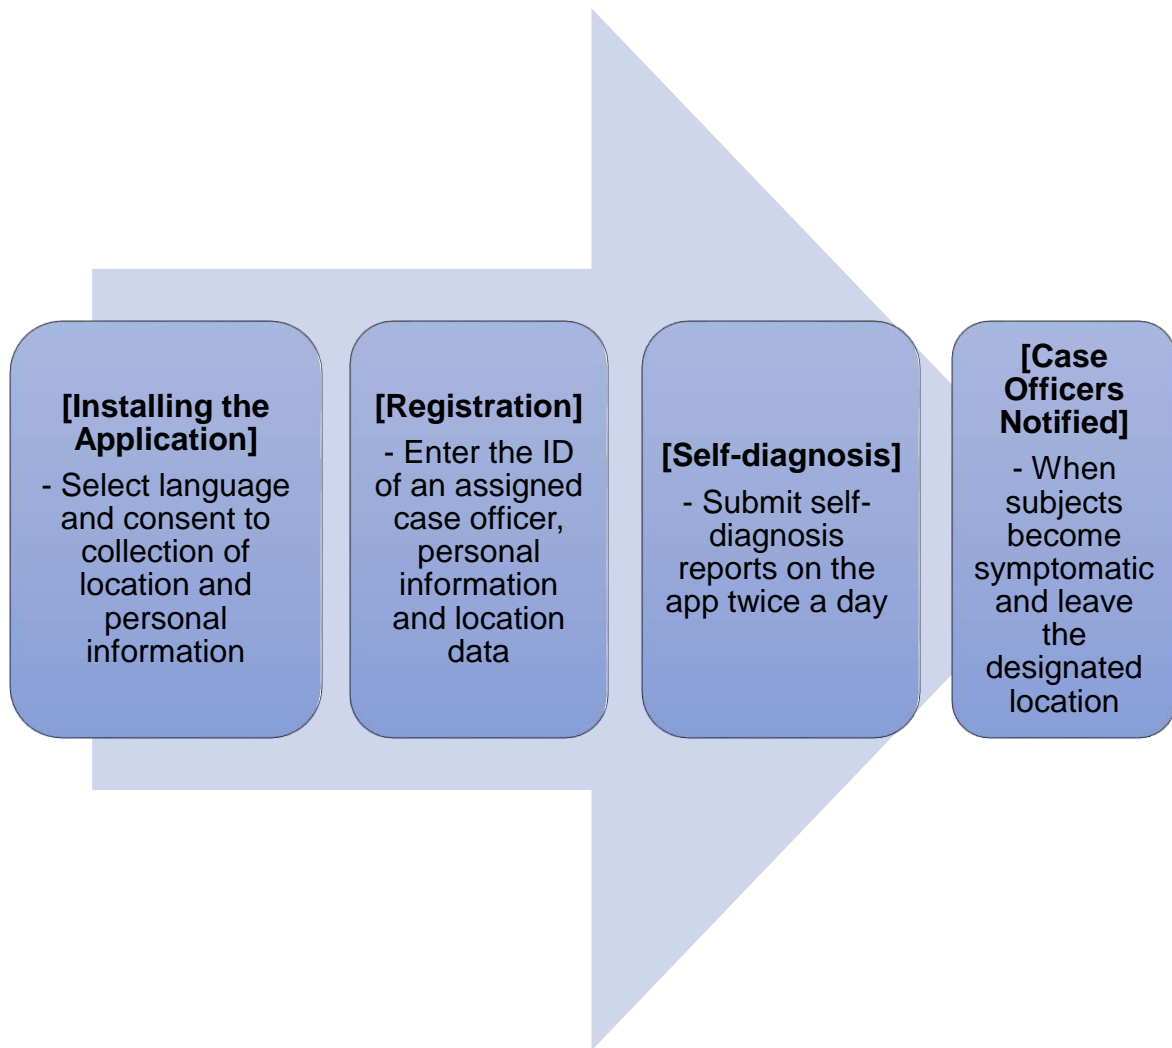 [Installing the
Application]
- Select language
and consent to
collection of
location and
personal
information
[Registration]
- Enter the ID
of an assigned
case officer,
personal
information
and location
data
[Self-diagnosis]
- Submit self-
diagnosis
reports on the
app twice a day
[Case
Officers
Notified]
- When
subjects
become
symptomatic
and leave
the
designated
location